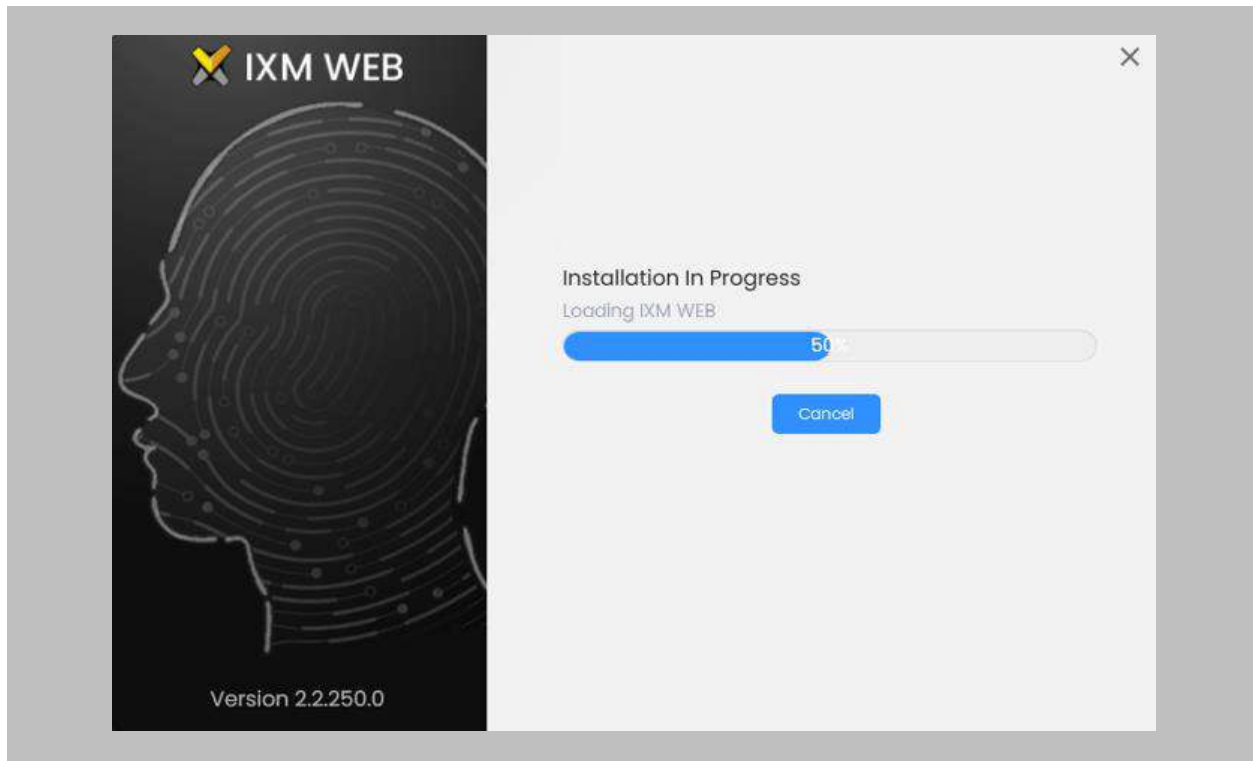 IXM WEB
Installation In Progress
Loading IXM WEB
50%
Cancel
Version 2.2.250.0